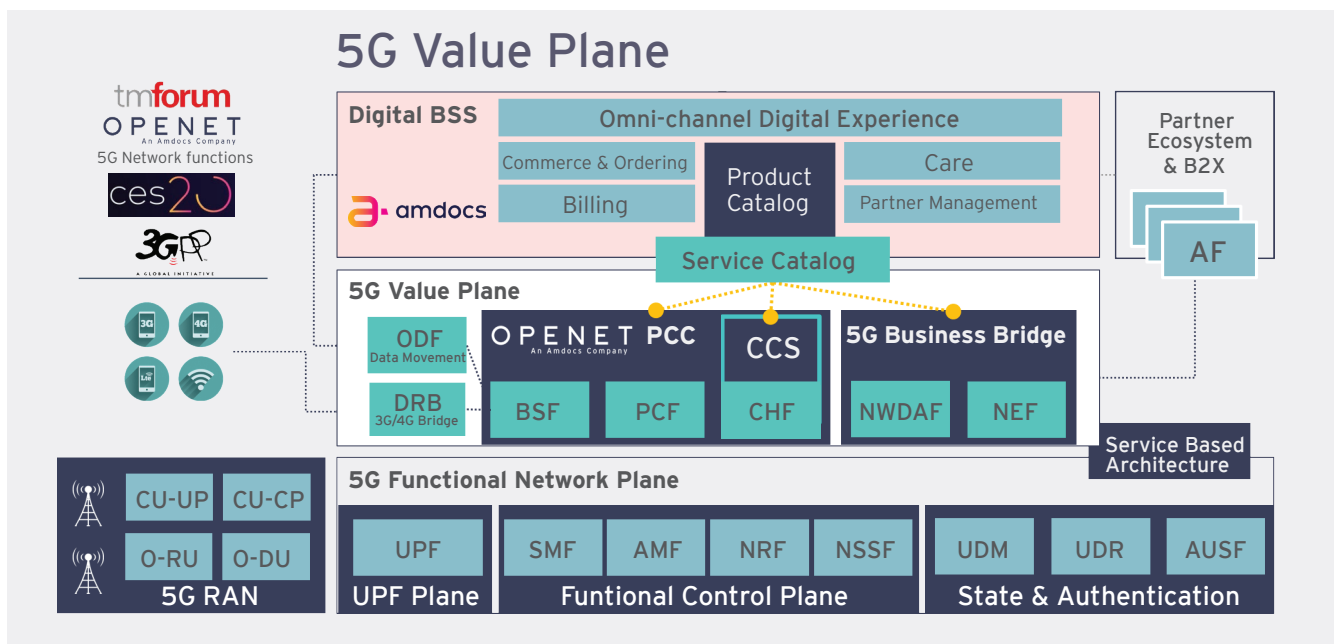 5G Value Plane
tmforum
OPENET
An Amdocs Company
5G Network functions
ces20
3GPP
A GLOBAL INITIATIVE
3G
4G
Lte
Digital BSS
Omni-channel Digital Experience
Commerce & Ordering
Billing
Product
Catalog
Care
Partner Management
amdocs
Service Catalog
Partner
Ecosystem
& B2X
AF
5G Value Plane
ODF
Data Movement
DRB
3G/4G Bridge
OPENET PCC
An Amdocs Company
CCS
BSF
PCF
CHF
5G Business Bridge
NWDAF
NEF
Service Based
Architecture
CU-UP
CU-CP
O-RU
O-DU
5G RAN
5G Functional Network Plane
UPF
UPF Plane
SMF
AMF
NRF
NSSF
Funtional Control Plane
UDM
UDR
AUSF
State & Authentication